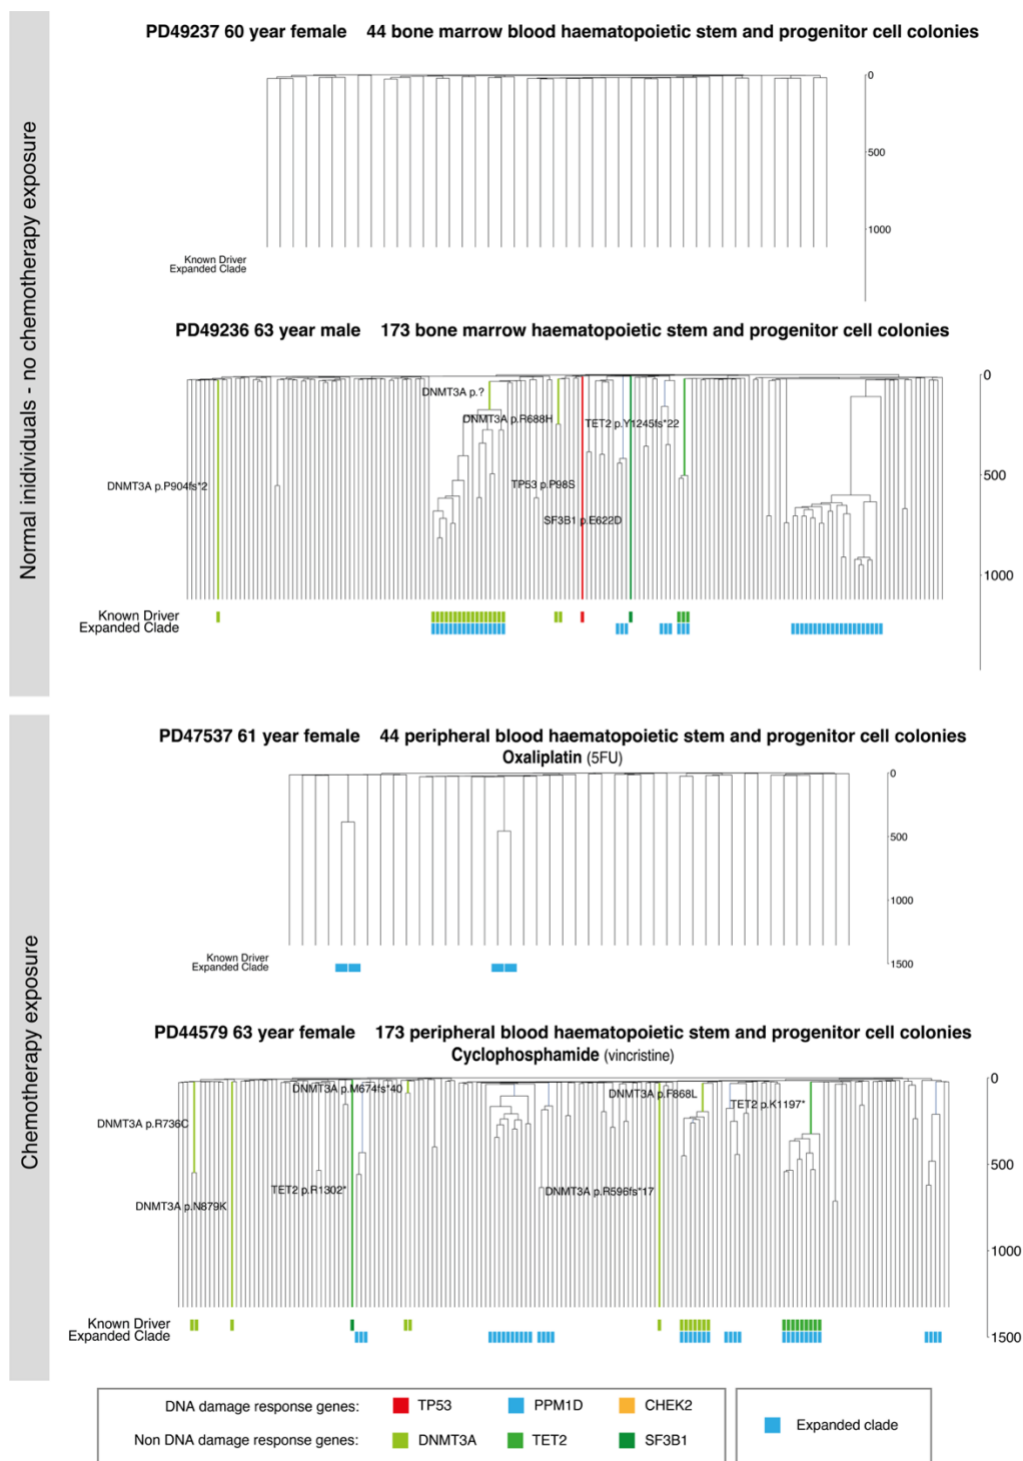 Normal inidividuals - no chemotherapy exposure
PD49237 60 year female 44 bone marrow blood haematopoietic stem and progenitor cell colonies
0
500
1000
Known Driver
Expanded Clade
PD49236 63 year male 173 bone marrow haematopoietic stem and progenitor cell colonies
0
DNMT3A p.?
DNMT3A p.R688H
TET2 p.Y1245fs*22
500
DNMT3A p.P904fs*2
TP53 p.P98S
SF3B1 p.E622D
1000
Known Driver
Expanded Clade
Chemotherapy exposure
PD47537 61 year female 44 peripheral blood haematopoietic stem and progenitor cell colonies
Oxaliplatin (5FU)
0
500
1000
Known Driver
Expanded Clade
1500
PD44579 63 year female 173 peripheral blood haematopoietic stem and progenitor cell colonies
Cyclophosphamide (vincristine)
0
DNMT3A p.M674fs*40
DNMT3A p.F868L
TET2 p.K1197*
DNMT3A p.R736C
500
TET2 p.R1302*
DNMT3A p.R596fs*17
DNMT3A p.N879K
1000
Known Driver
Expanded Clade
1500
DNA damage response genes: TP53 PPM1D CHEK2
Non DNA damage response genes: DNMT3A TET2 SF3B1
Expanded clade